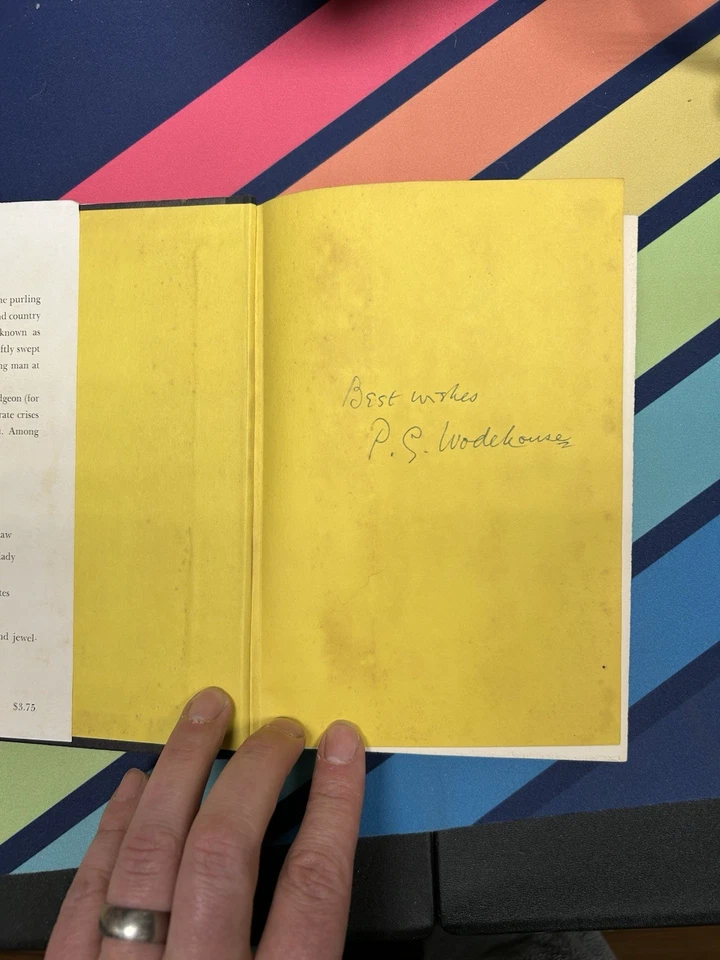 he purling
nd country
known as
ftly swept
ng man at
dgeon (for
rate crises
. Among
aw
ady
tes
nd jewel-
$3.75
Best wishes
P. G. Wodehouse